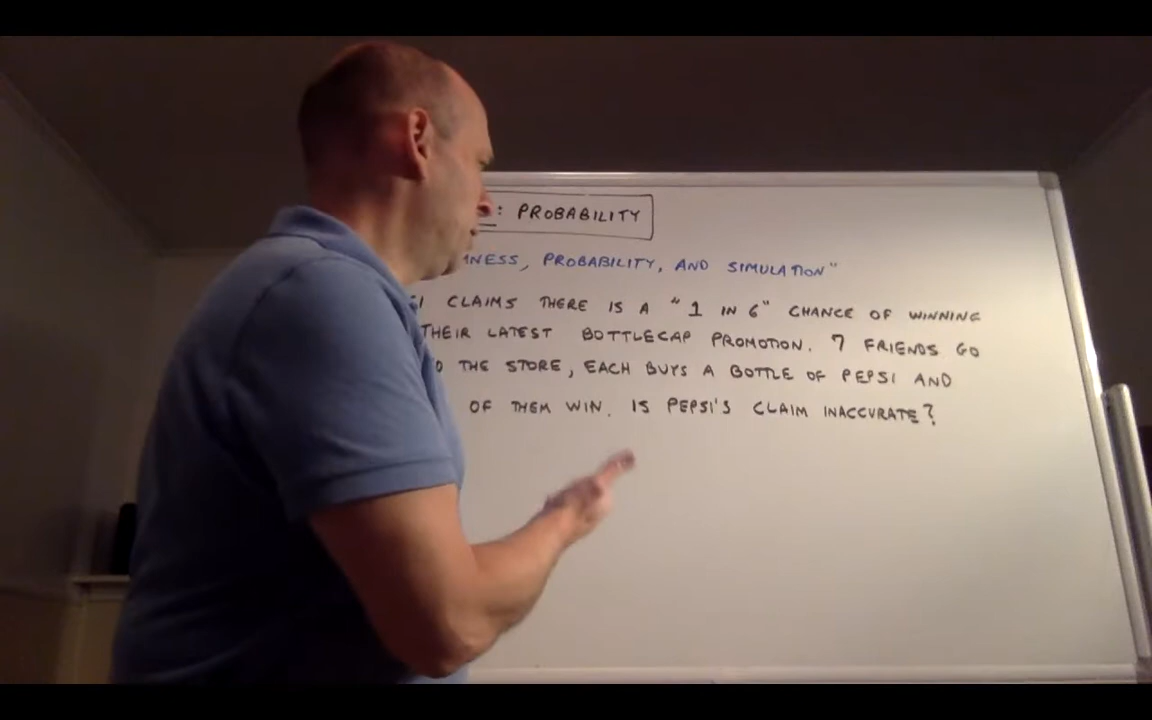 : PROBABILITY
PROBABILITY, AND SIMULATION"
CLAIMS THERE IS A "1 IN 6" CHANCE OF WINNING
THEIR LATEST BOTTLECAP PROMOTION. 7 FRIENDS GO
THE STORE, EACH BUYS A BOTTLE OF PEPSI AND
OF THEM WIN. IS PEPSI'S CLAIM INACCURATE?